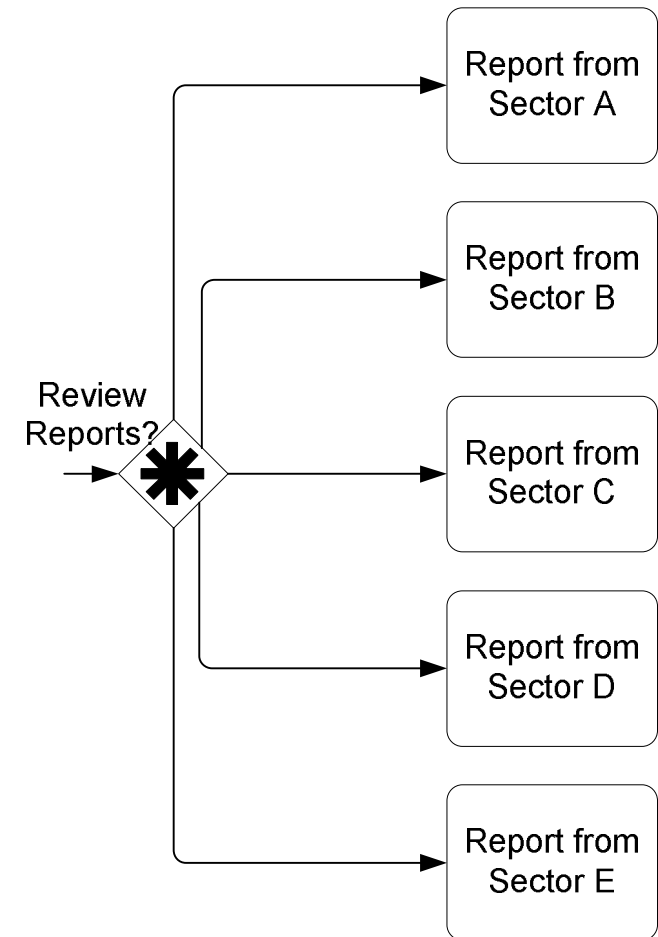 Report from
Sector A
Report from
Sector B
Review
Reports?
Report from
Sector C
Report from
Sector D
Report from
Sector E